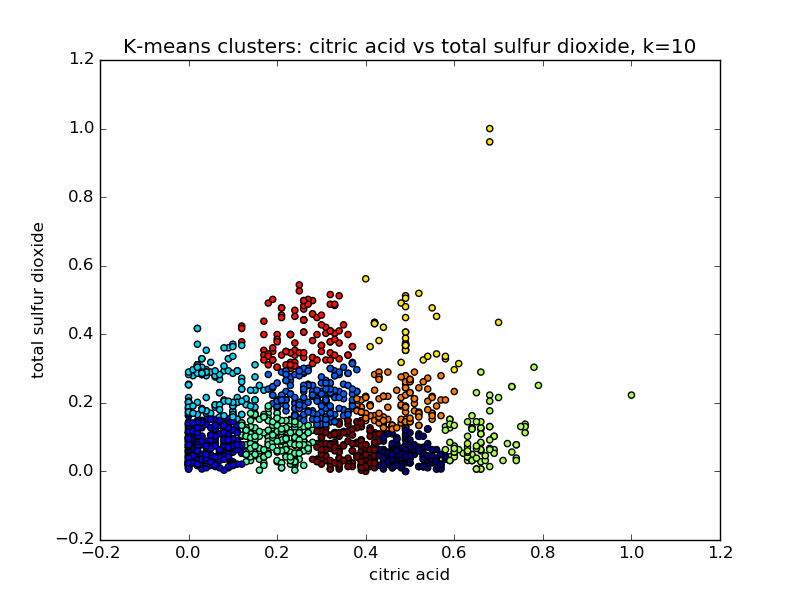 K-means clusters: citric acid vs total sulfur dioxide, k=10
1.2
1.0
0.8
0.6
0.4
0.2
0.0
−0.2
total sulfur dioxide
−0.2 0.0 0.2 0.4 0.6 0.8 1.0 1.2
citric acid